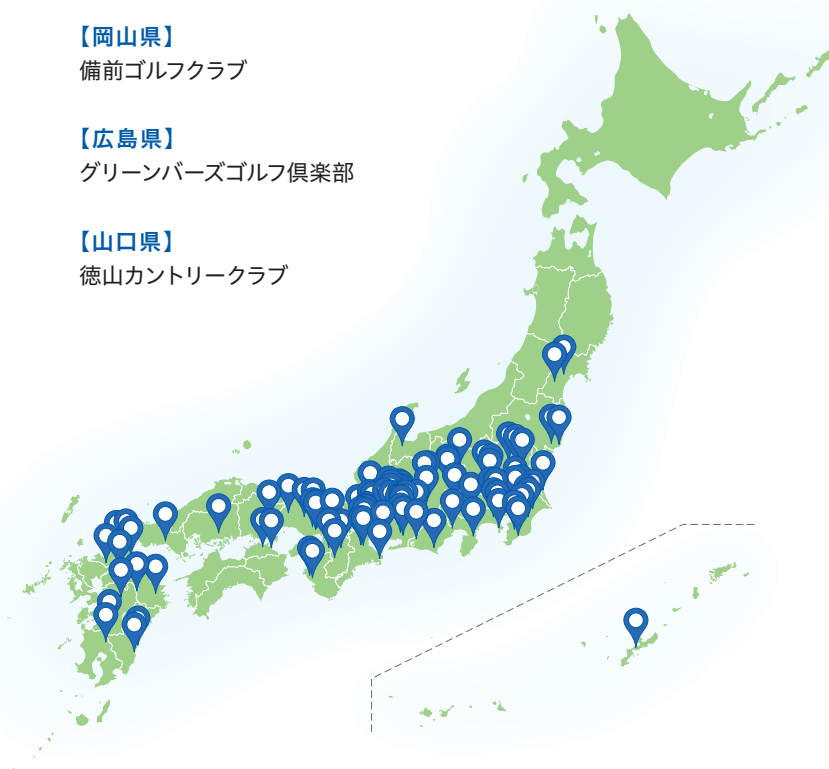 【岡山県】
備前ゴルフクラブ
【広島県】
グリーンバーズゴルフ倶楽部
【山口県】
徳山カントリークラブ